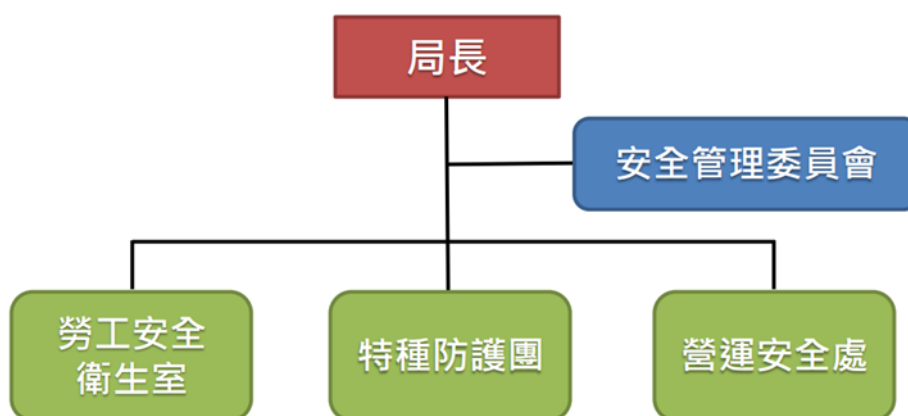 局長
安全管理委員會
勞工安全
衛生室
特種防護團
營運安全處